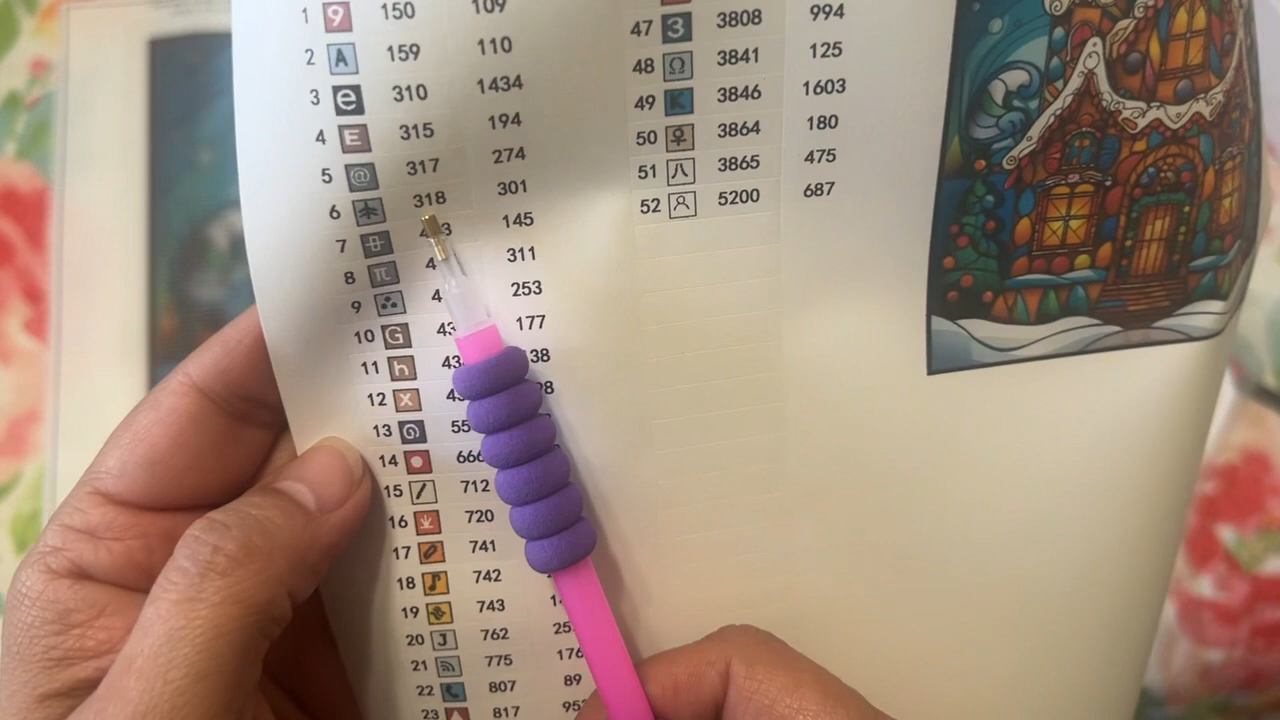 1 9 150 109
2 A 159 110
3 e 310 1434
4 E 315 194
5 @ 317 274
6 318 301
7 145
8 π 311
9 253
10 G 177
11 h
12 x
13
14 666
15 712
16 720
17 741
18 742
19 743
20 J 762
21 775 176
22 807 89
23 817
47 3 3808 994
48 Ω 3841 125
49 K 3846 1603
50 ♀ 3864 180
51 八 3865 475
52 5200 687